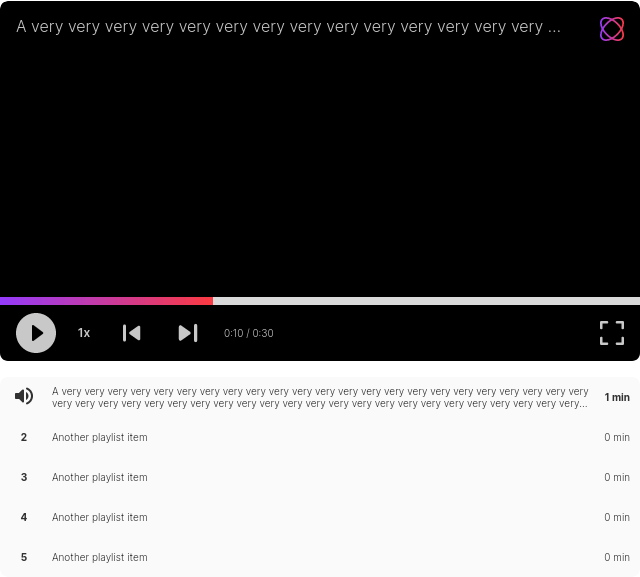 A very very very very very very very very very very very very very very ...
1x
0:10 / 0:30
A very very very very very very very very very very very very very very very very very very very very very very very
very very very very very very very very very very very very very very very very very very very very very very very...
1 min
2 Another playlist item 0 min
3 Another playlist item 0 min
4 Another playlist item 0 min
5 Another playlist item 0 min